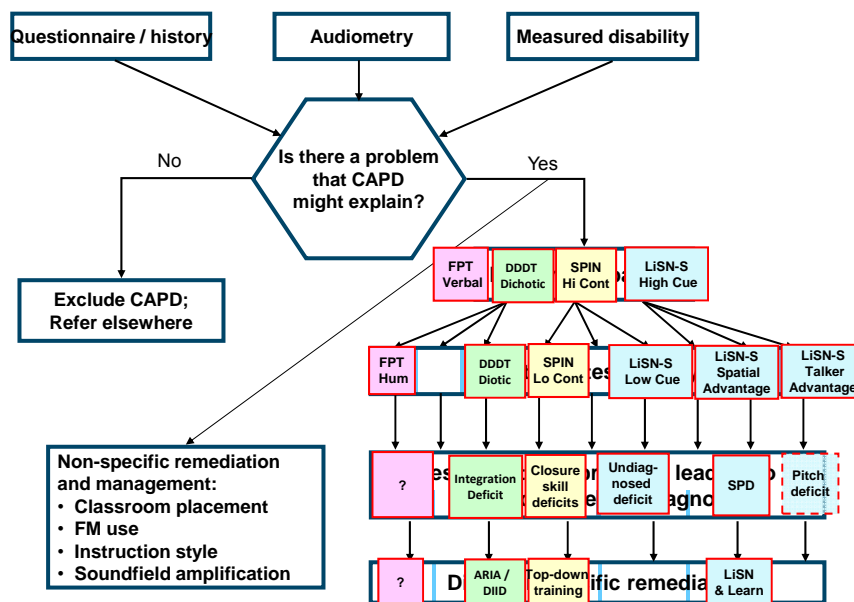 Questionnaire / history
Audiometry
Measured disability
No
Is there a problem
that CAPD
might explain?
Yes
Exclude CAPD;
Refer elsewhere
FPT
Verbal
DDDT
Dichotic
SPIN
Hi Cont
LiSN-S
High Cue
FPT
Hum
DDDT
Diotic
SPIN
Lo Cont
LiSN-S
Low Cue
LiSN-S
Spatial
Advantage
LiSN-S
Talker
Advantage
Non-specific remediation
and management:
• Classroom placement
• FM use
• Instruction style
• Soundfield amplification
?
Integration
Deficit
Closure
skill
deficits
Undiag-
nosed
deficit
lead
SPD
Pitch
deficit
?
ARIA /
DIID
Top-down
training
LiSN
& Learn